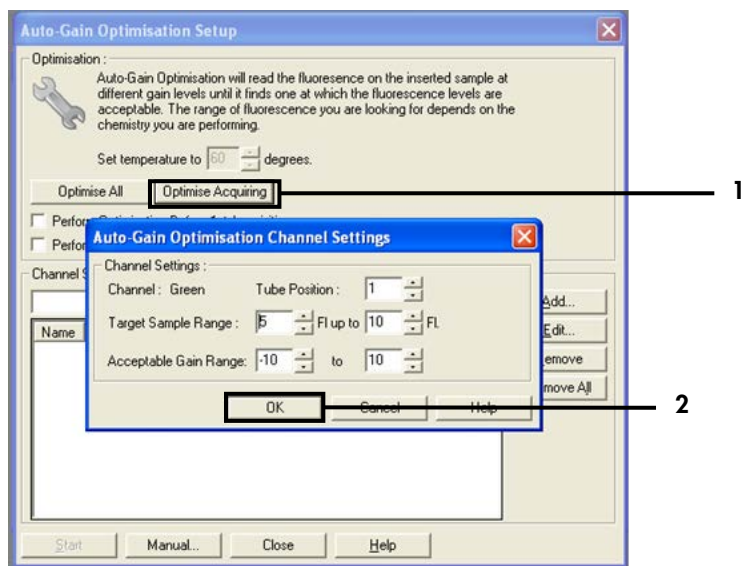 Auto-Gain Optimisation Setup
Optimisation :
Auto-Gain Optimisation will read the fluoresence on the inserted sample at
different gain levels until it finds one at which the fluorescence levels are
acceptable. The range of fluorescence you are looking for depends on the
chemistry you are performing.
Set temperature to 60 degrees.
Optimise All Optimise Acquiring 1
Perfor
Perfor
Auto-Gain Optimisation Channel Settings
Channel S
Channel Settings :
Channel : Green Tube Position : 1
Add...
Target Sample Range : 5 Fl up to 10 Fl.
Name Edit...
Acceptable Gain Range: -10 to 10
emove
move All
OK Cancel Help 2
Start Manual... Close Help